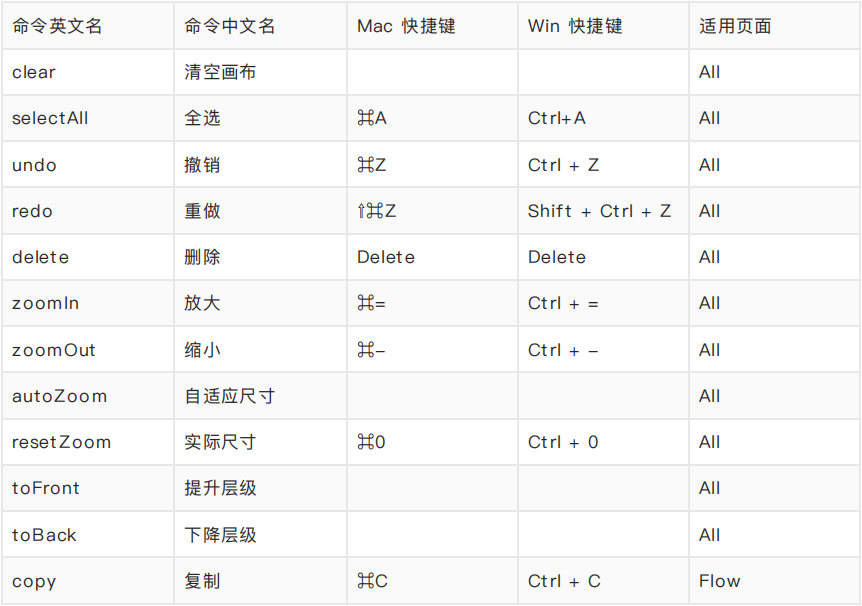 命令英文名 命令中文名 Mac 快捷键 Win 快捷键 适用页面
clear 清空画布 All
selectAll 全选 ⌘A Ctrl+A All
undo 撤销 ⌘Z Ctrl + Z All
redo 重做 ⇧⌘Z Shift + Ctrl + Z All
delete 删除 Delete Delete All
zoomIn 放大 ⌘= Ctrl + = All
zoomOut 缩小 ⌘- Ctrl + - All
autoZoom 自适应尺寸 All
resetZoom 实际尺寸 ⌘0 Ctrl + 0 All
toFront 提升层级 All
toBack 下降层级 All
copy 复制 ⌘C Ctrl + C Flow